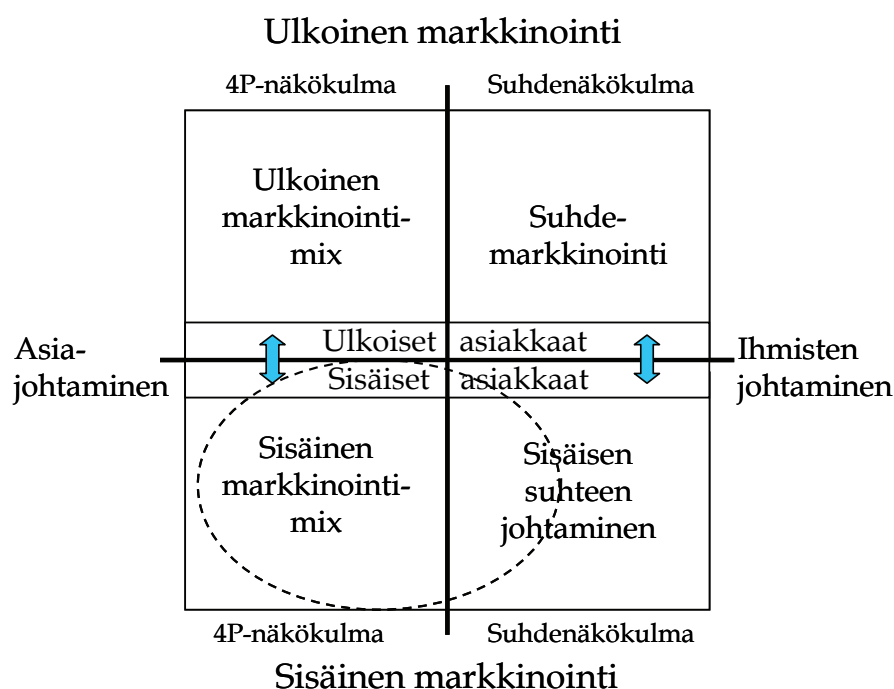 Ulkoinen markkinointi
4P-näkökulma
Suhdenäkökulma
Ulkoinen
markkinointi-
mix
Suhde-
markkinointi
Asia-
johtaminen
Ulkoiset asiakkaat
Sisäiset asiakkaat
Ihmisten
johtaminen
Sisäinen
markkinointi-
mix
Sisäisen
suhteen
johtaminen
4P-näkökulma
Suhdenäkökulma
Sisäinen markkinointi